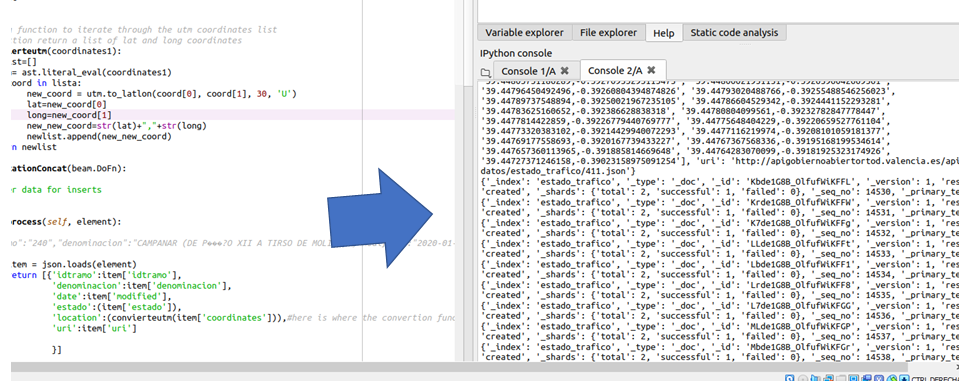 n function to iterate through the utm coordinates list
ction return a list of lat and long coordinates
erteutm(coordinates1):
st=[]
= ast.literal_eval(coordinates1)
oord in lista:
new_coord = utm.to_latlon(coord[0], coord[1], 30, 'U')
lat=new_coord[0]
long=new_coord[1]
new_new_coord=str(lat)+","+str(long)
newlist.append(new_new_coord)
n newlist
ationConcat(beam.DoFn):
or data for inserts
process(self, element):
mo":"240","denominacion":"CAMPANAR (DE P���?O XII A TIRSO DE MOLI
:"2020-01-
tem = json.loads(element)
return [{'idtramo':item['idtramo'],
'denominacion':item['denominacion'],
'date':item['modified'],
'estado':(item['estado']),
'location':(convierteutm(item['coordinates'])),#here is where the convertion func
'uri':item['uri']
}]
Variable explorer File explorer Help Static code analysis
IPython console
Console 1/A Console 2/A
'39.44796450492496,-0.39260804394874826', '39.44793020488766,-0.39255488546256023',
'39.44789737548894,-0.39250021967235105', '39.4478660452934​2,-0.3924441152293281',
'39.44783625160652,-0.392386628838318', '39.44780804099561,-0.39232782847778447',
'39.4477814422859,-0.39226779440769777', '39.44775648404229,-0.39220659527761104',
'39.44773320383102,-0.39214429940072293', '39.4477116219974,-0.39208101059181377',
'39.44769177558693,-0.3920167739433227', '39.44767367568336,-0.39195168199534614',
'39.447657360113965,-0.391885814669648', '39.44764283070099,-0.39181925323174926',
'39.44727371246158,-0.39023158975091254'], 'uri': 'http://apigobiernoabiertortod.valencia.es/api
datos/estado_trafico/411.json'}
{'_index': 'estado_trafico', '_type': '_doc', '_id': 'Kbde1G8B_OlfufWiKFFL', '_version': 1, 'res
'created', '_shards': {'total': 2, 'successful': 1, 'failed': 0}, '_seq_no': 14530, '_primary_te
{'_index': 'estado_trafico', '_type': '_doc', '_id': 'Krde1G8B_OlfufWiKFFW', '_version': 1, 'res
'created', '_shards': {'total': 2, 'successful': 1, 'failed': 0}, '_seq_no': 14531, '_primary_te
{'_index': 'estado_trafico', '_type': '_doc', '_id': 'K7de1G8B_OlfufWiKFFg', '_version': 1, 'res
'created', '_shards': {'total': 2, 'successful': 1, 'failed': 0}, '_seq_no': 14532, '_primary_te
{'_index': 'estado_trafico', '_type': '_doc', '_id': 'LLde1G8B_OlfufWiKFFt', '_version': 1, 'res
'created', '_shards': {'total': 2, 'successful': 1, 'failed': 0}, '_seq_no': 14533, '_primary_te
{'_index': 'estado_trafico', '_type': '_doc', '_id': 'Lbde1G8B_OlfufWiKFF1', '_version': 1, 'res
'created', '_shards': {'total': 2, 'successful': 1, 'failed': 0}, '_seq_no': 14534, '_primary_te
{'_index': 'estado_trafico', '_type': '_doc', '_id': 'Lrde1G8B_OlfufWiKFF8', '_version': 1, 'res
'created', '_shards': {'total': 2, 'successful': 1, 'failed': 0}, '_seq_no': 14535, '_primary_te
{'_index': 'estado_trafico', '_type': '_doc', '_id': 'L7de1G8B_OlfufWiKFGG', '_version': 1, 'res
'created', '_shards': {'total': 2, 'successful': 1, 'failed': 0}, '_seq_no': 14536, '_primary_te
{'_index': 'estado_trafico', '_type': '_doc', '_id': 'MLde1G8B_OlfufWiKFGP', '_version': 1, 'res
'created', '_shards': {'total': 2, 'successful': 1, 'failed': 0}, '_seq_no': 14537, '_primary_te
{'_index': 'estado_trafico', '_type': '_doc', '_id': 'Mbde1G8B_OlfufWiKFGr', '_version': 1, 'res
'created', '_shards': {'total': 2, 'successful': 1, 'failed': 0}, '_seq_no': 14538, '_primary_te
CTRL DERECHA